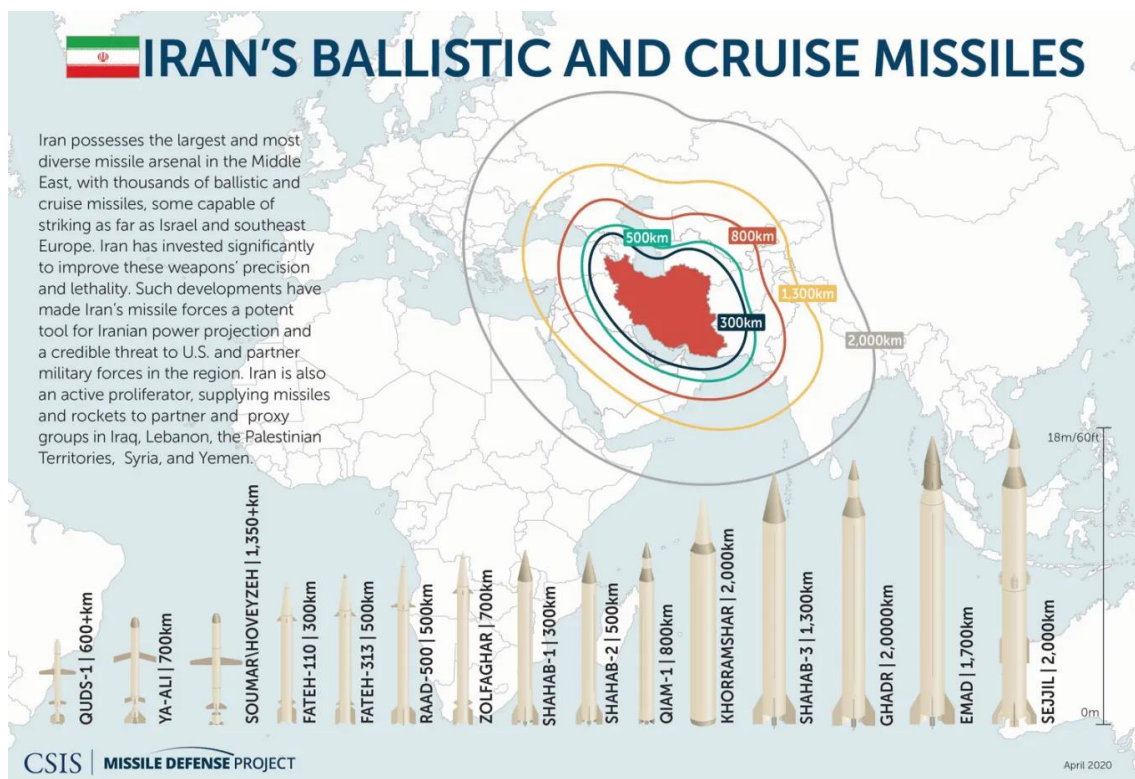 IRAN'S BALLISTIC AND CRUISE MISSILES
Iran possesses the largest and most
diverse missile arsenal in the Middle
East, with thousands of ballistic and
cruise missiles, some capable of
striking as far as Israel and southeast
Europe. Iran has invested significantly
to improve these weapons' precision
and lethality. Such developments have
made Iran's missile forces a potent
tool for Iranian power projection and
a credible threat to U.S. and partner
military forces in the region. Iran is also
an active proliferator, supplying missiles
and rockets to partner and proxy
groups in Iraq, Lebanon, the Palestinian
Territories, Syria, and Yemen.
500km
800km
1,300km
300km
2,000km
18m/60ft
0m
QUDS-1 | 600+km
YA-ALI | 700km
SOUMAR\HOVEYZEH | 1,350+km
FATEH-110 | 300km
FATEH-313 | 500km
RAAD-500 | 500km
ZOLFAGHAR | 700km
SHAHAB-1 | 300km
SHAHAB-2 | 500km
QIAM-1 | 800km
KHORRAMSHAR | 2,000km
SHAHAB-3 | 1,300km
GHADR | 2,0000km
EMAD | 1,700km
SEJJIL | 2,000km
CSIS | MISSILE DEFENSE PROJECT
April 2020